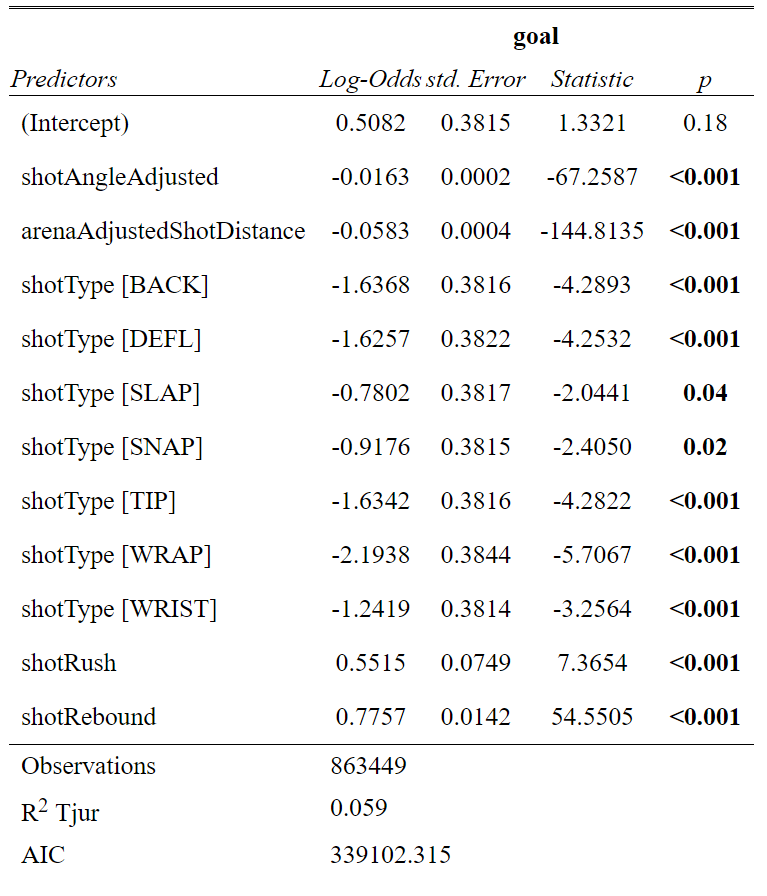 goal
Predictors Log-Odds std. Error Statistic p
(Intercept) 0.5082 0.3815 1.3321 0.18
shotAngleAdjusted -0.0163 0.0002 -67.2587 <0.001
arenaAdjustedShotDistance -0.0583 0.0004 -144.8135 <0.001
shotType [BACK] -1.6368 0.3816 -4.2893 <0.001
shotType [DEFL] -1.6257 0.3822 -4.2532 <0.001
shotType [SLAP] -0.7802 0.3817 -2.0441 0.04
shotType [SNAP] -0.9176 0.3815 -2.4050 0.02
shotType [TIP] -1.6342 0.3816 -4.2822 <0.001
shotType [WRAP] -2.1938 0.3844 -5.7067 <0.001
shotType [WRIST] -1.2419 0.3814 -3.2564 <0.001
shotRush 0.5515 0.0749 7.3654 <0.001
shotRebound 0.7757 0.0142 54.5505 <0.001
Observations 863449
R² Tjur 0.059
AIC 339102.315